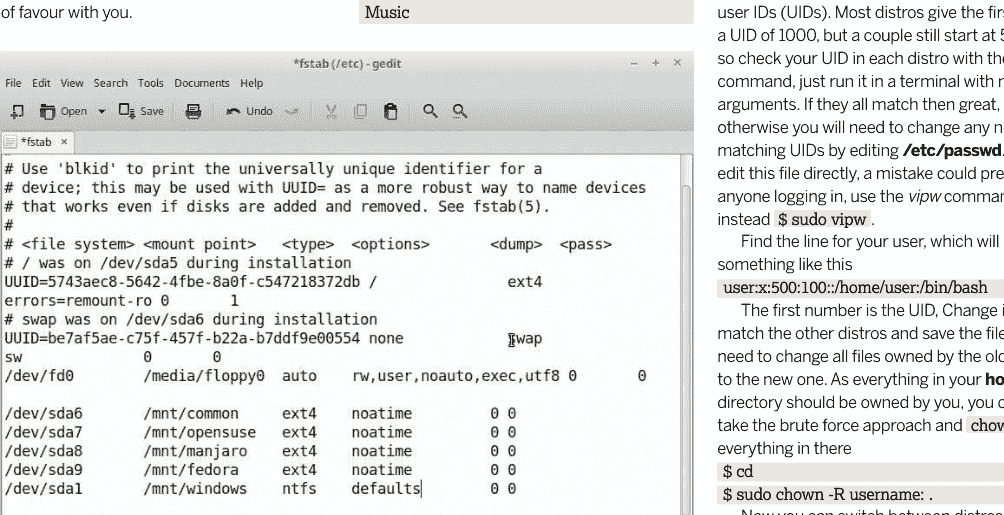 of favour with you.
Music
*fstab (/etc) - gedit
File Edit View Search Tools Documents Help
Open Save Undo
*fstab
# Use 'blkid' to print the universally unique identifier for a
# device; this may be used with UUID= as a more robust way to name devices
# that works even if disks are added and removed. See fstab(5).
#
# <file system> <mount point> <type> <options> <dump> <pass>
# / was on /dev/sda5 during installation
UUID=5743aec8-5642-4fbe-8a0f-c547218372db / ext4
errors=remount-ro 0 1
# swap was on /dev/sda6 during installation
UUID=be7af5ae-c75f-457f-b22a-b7ddf9e00554 none swap
sw 0 0
/dev/fd0 /media/floppy0 auto rw,user,noauto,exec,utf8 0 0
/dev/sda6 /mnt/common ext4 noatime 0 0
/dev/sda7 /mnt/opensuse ext4 noatime 0 0
/dev/sda8 /mnt/manjaro ext4 noatime 0 0
/dev/sda9 /mnt/fedora ext4 noatime 0 0
/dev/sda1 /mnt/windows ntfs defaults 0 0
user IDs (UIDs). Most distros give the
a UID of 1000, but a couple still start at
so check your UID in each distro with
command, just run it in a terminal with
arguments. If they all match then great,
otherwise you will need to change any
matching UIDs by editing /etc/passwd.
edit this file directly, a mistake could
anyone logging in, use the vipw
instead $ sudo vipw .
Find the line for your user, which will
something like this
user:x:500:100::/home/user:/bin/bash
The first number is the UID, Change
match the other distros and save the
need to change all files owned by the
to the new one. As everything in your
directory should be owned by you, you
take the brute force approach and
everything in there
$ cd
$ sudo chown -R username: .
Now you can switch between